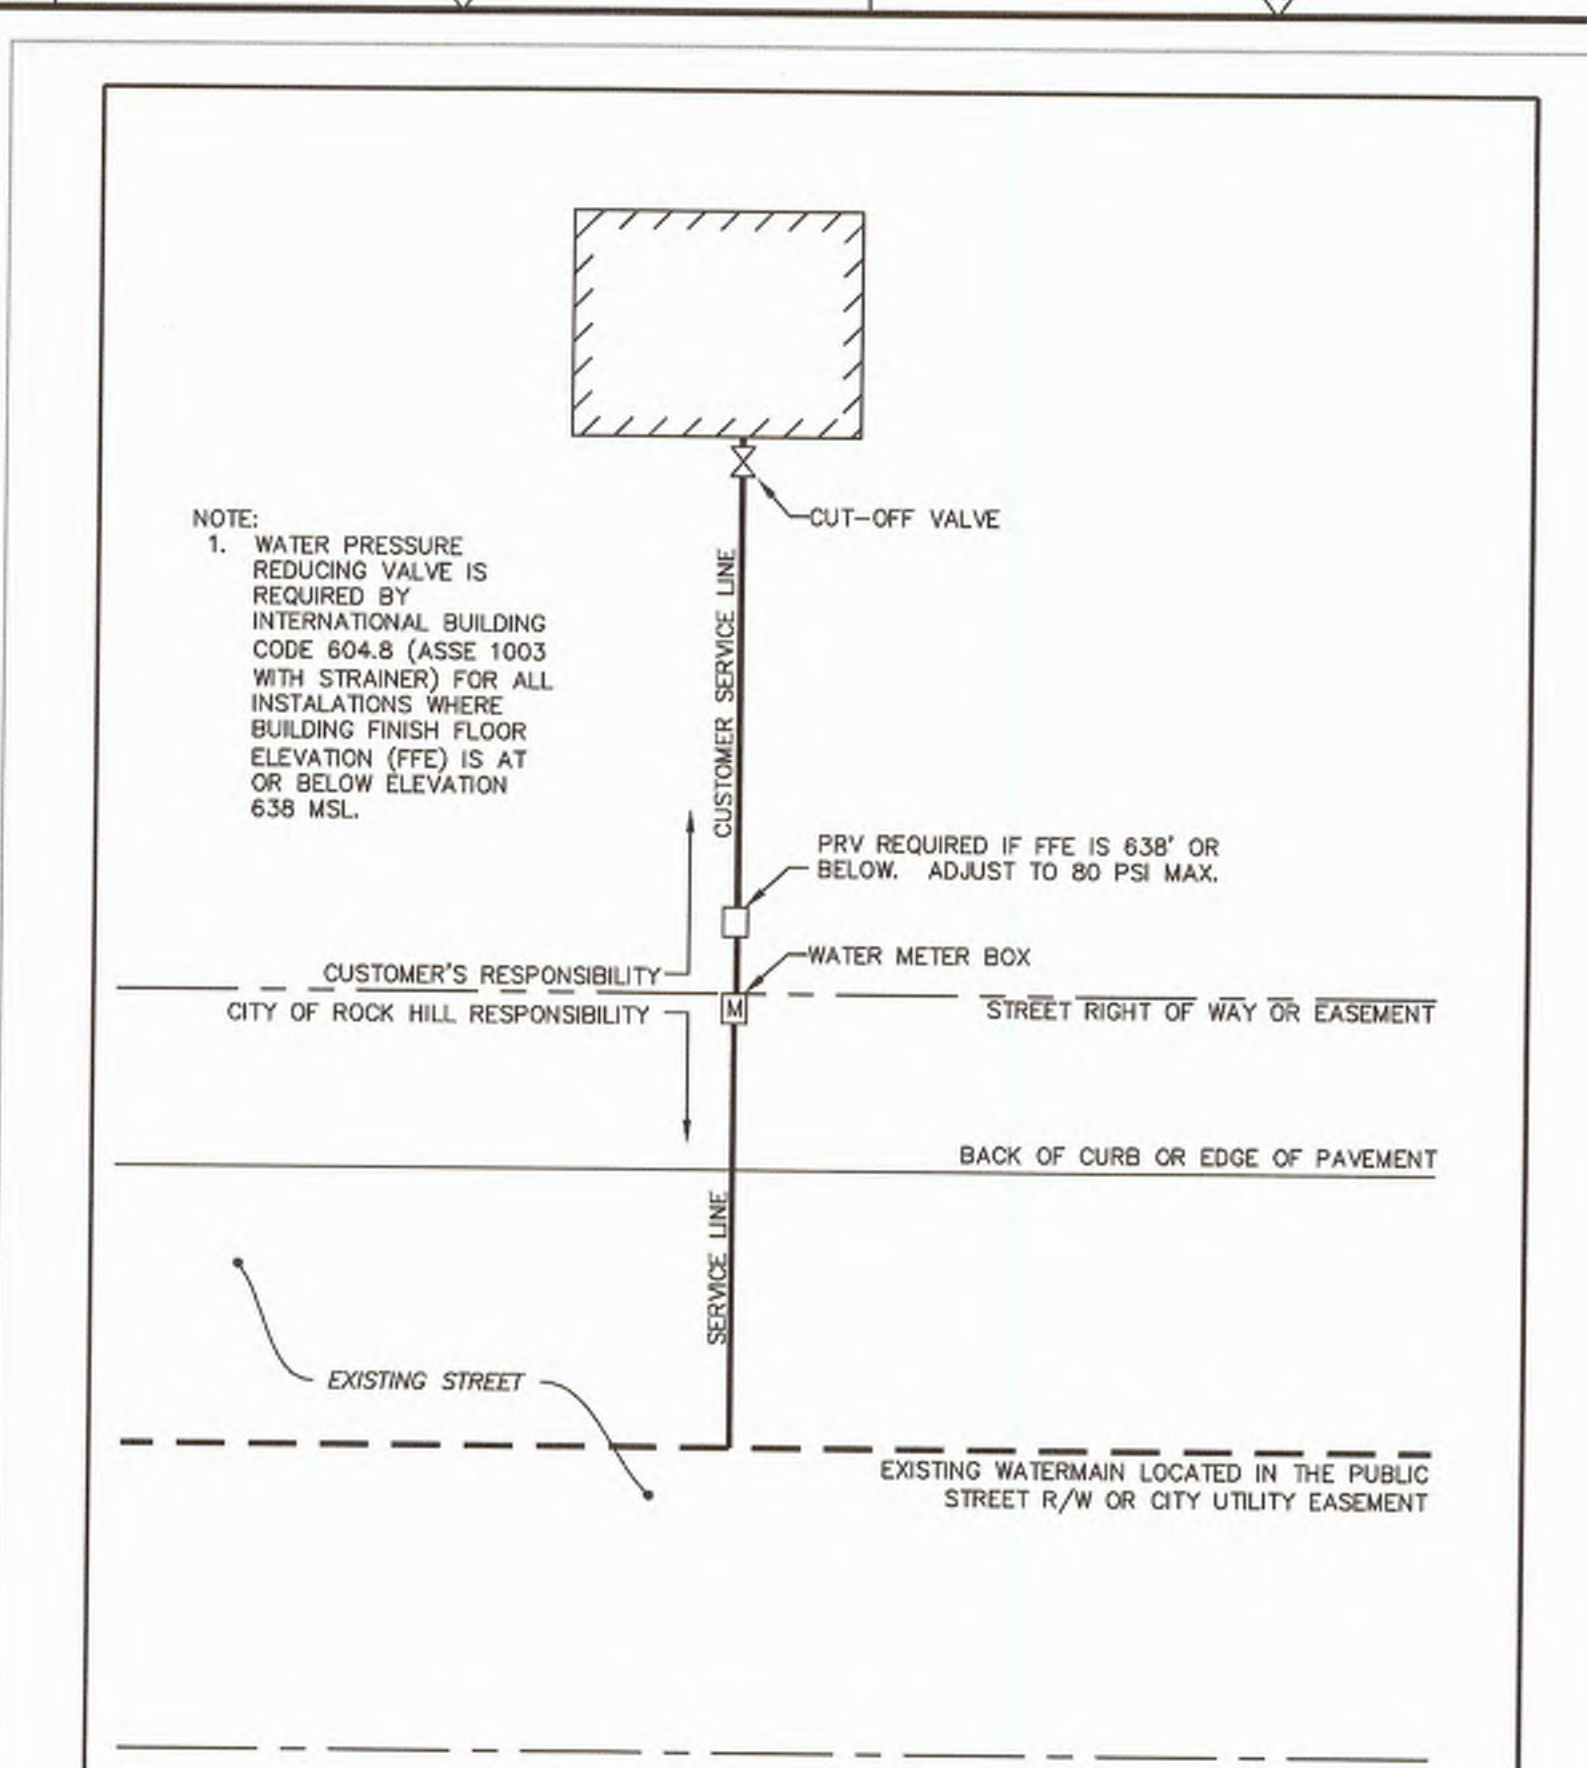 CUT-OFF VALVE
NOTE:
1. WATER PRESSURE
REDUCING VALVE IS
REQUIRED BY
INTERNATIONAL BUILDING
CODE 604.8 (ASSE 1003
WITH STRAINER) FOR ALL
INSTALATIONS WHERE
BUILDING FINISH FLOOR
ELEVATION (FFE) IS AT
OR BELOW ELEVATION
638 MSL.
CUSTOMER SERVICE LINE
PRV REQUIRED IF FFE IS 638' OR
BELOW. ADJUST TO 80 PSI MAX.
WATER METER BOX
CUSTOMER'S RESPONSIBILITY
CITY OF ROCK HILL RESPONSIBILITY
M
STREET RIGHT OF WAY OR EASEMENT
BACK OF CURB OR EDGE OF PAVEMENT
SERVICE LINE
EXISTING STREET
EXISTING WATERMAIN LOCATED IN THE PUBLIC
STREET R/W OR CITY UTILITY EASEMENT